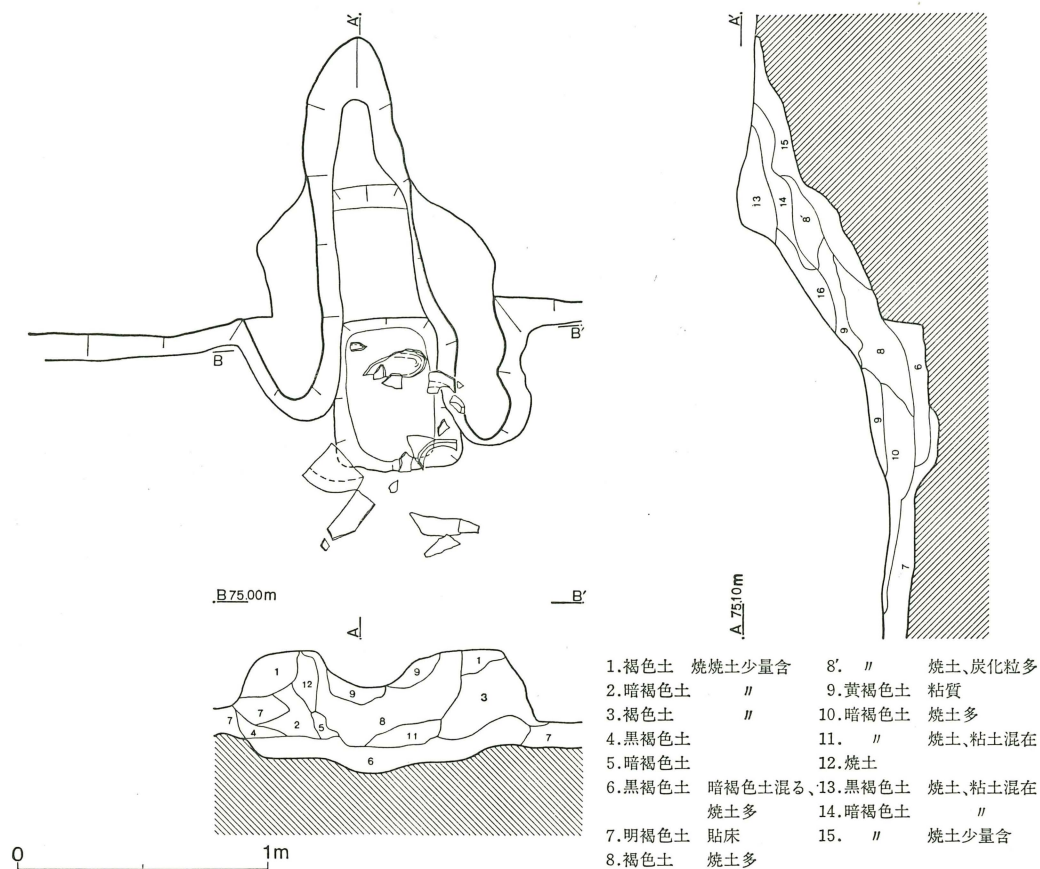 A'
A'
15
13
14
8'
16
9
8
6
9
10
7
B
B'
B 75.00m
B'
A
A 75.10m
1
12
9
9
1
3
7
7
2
5
8
4
11
7
6
1.褐色土 焼焼土少量含
2.暗褐色土 〃
3.褐色土 〃
4.黒褐色土
5.暗褐色土
6.黒褐色土 暗褐色土混る、
焼土多
7.明褐色土 貼床
8.褐色土 焼土多
8'. 〃 焼土、炭化粒多
9.黄褐色土 粘質
10.暗褐色土 焼土多
11. 〃 焼土、粘土混在
12.焼土
13.黒褐色土 焼土、粘土混在
14.暗褐色土 〃
15. 〃 焼土少量含
0 1m